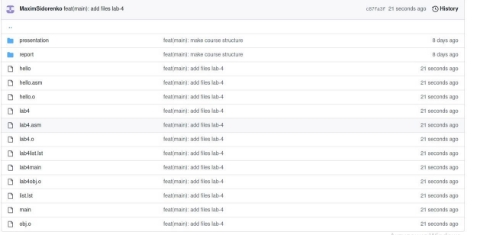 MaximSidorenko feat(main): add files lab-4 21 seconds ago History
..
presentation feat(main): make course structure 8 days ago
report feat(main): make course structure 8 days ago
hello feat(main): add files lab-4 21 seconds ago
hello.asm feat(main): add files lab-4 21 seconds ago
hello.o feat(main): add files lab-4 21 seconds ago
lab4 feat(main): add files lab-4 21 seconds ago
lab4.asm feat(main): add files lab-4 21 seconds ago
lab4.o feat(main): add files lab-4 21 seconds ago
lab4list.lst feat(main): add files lab-4 21 seconds ago
lab4main feat(main): add files lab-4 21 seconds ago
lab4obj.o feat(main): add files lab-4 21 seconds ago
list.lst feat(main): add files lab-4 21 seconds ago
main feat(main): add files lab-4 21 seconds ago
obj.o feat(main): add files lab-4 21 seconds ago